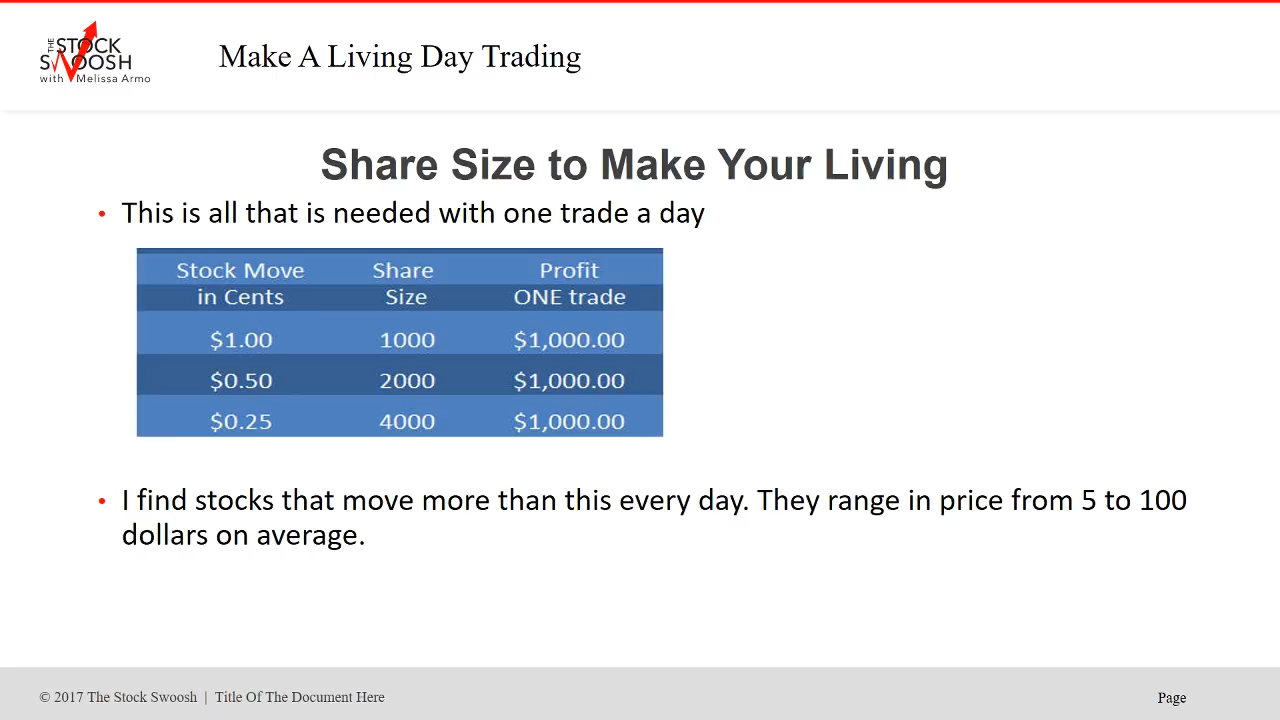 THE STOCK
SWOOSH
with Melissa Armo
Make A Living Day Trading
Share Size to Make Your Living
• This is all that is needed with one trade a day
Stock Move Share Profit
in Cents Size ONE trade
$1.00 1000 $1,000.00
$0.50 2000 $1,000.00
$0.25 4000 $1,000.00
• I find stocks that move more than this every day. They range in price from 5 to 100
dollars on average.
© 2017 The Stock Swoosh | Title Of The Document Here Page